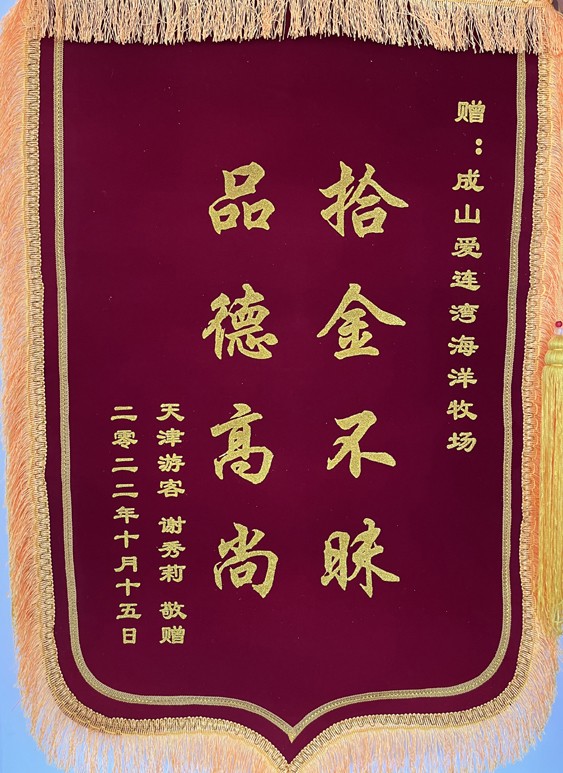 赠：成山爱连湾海洋牧场
拾金不昧
品德高尚
天津游客 谢秀莉 敬赠
二零二二年十月十五日